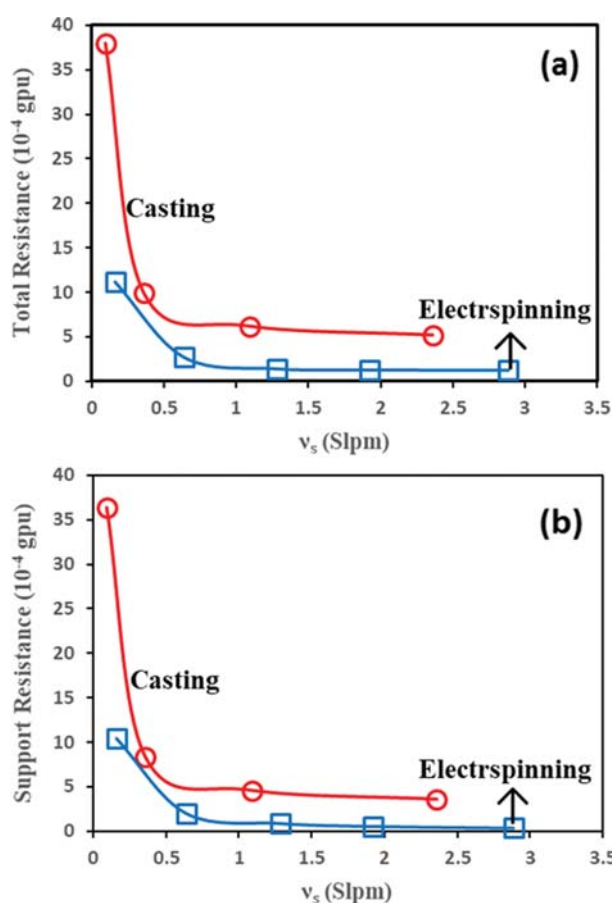 40
35
30
25
20
15
10
5
0
Total Resistance (10⁻⁴ gpu)
(a)
Casting
Electrspinning
0 0.5 1 1.5 2 2.5 3 3.5
νₛ (Slpm)
40
35
30
25
20
15
10
5
0
Support Resistance (10⁻⁴ gpu)
(b)
Casting
Electrspinning
0 0.5 1 1.5 2 2.5 3 3.5
νₛ (Slpm)